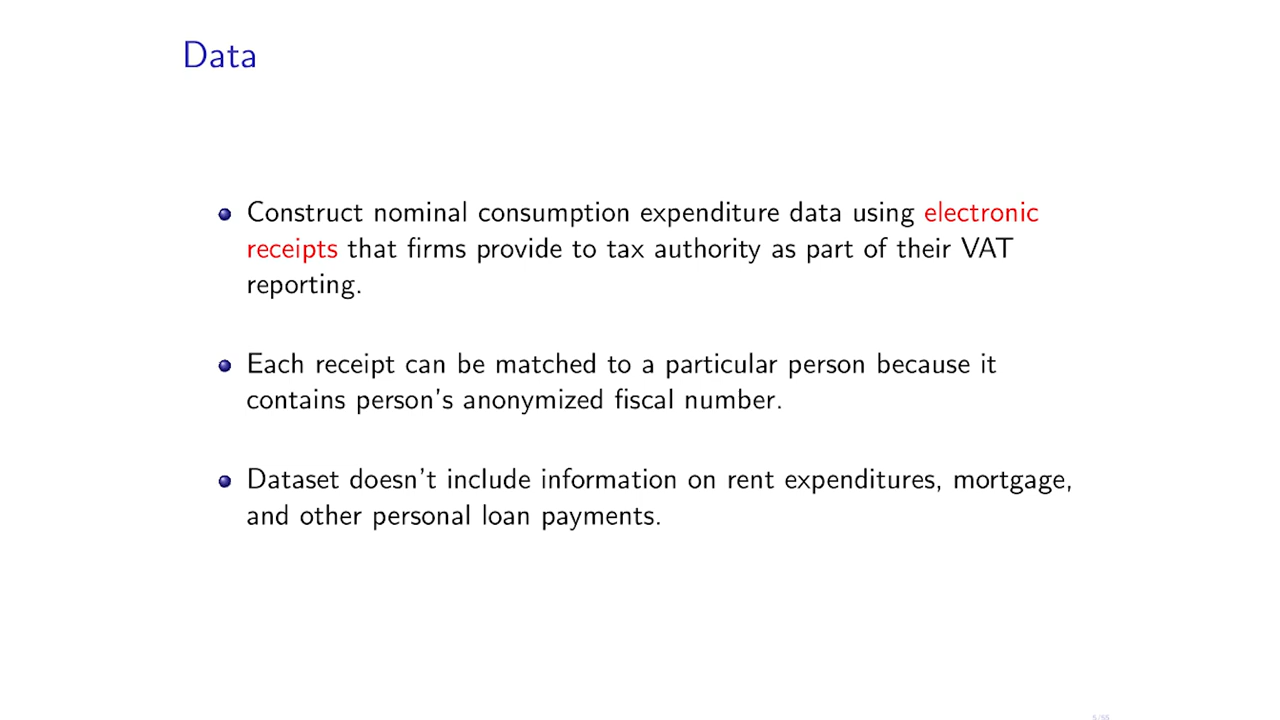 Data
Construct nominal consumption expenditure data using electronic
receipts that firms provide to tax authority as part of their VAT
reporting.
Each receipt can be matched to a particular person because it
contains person's anonymized fiscal number.
Dataset doesn't include information on rent expenditures, mortgage,
and other personal loan payments.
5/55